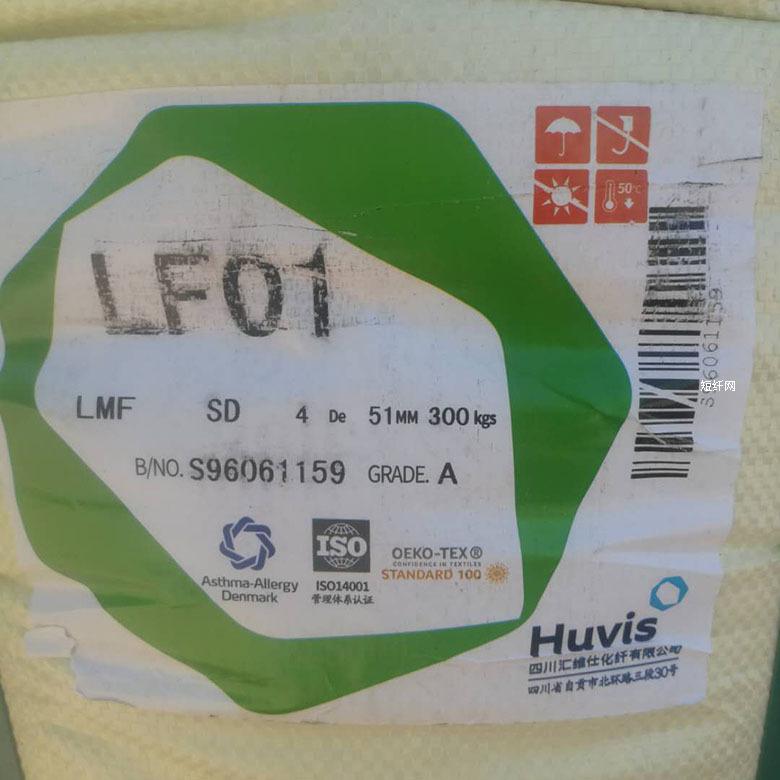 50℃
LF01
LMF SD 4 De 51MM 300 kgs
B/NO. S96061159 GRADE. A
Asthma-Allergy
Denmark
ISO
ISO14001
管理体系认证
OEKO-TEX®
CONFIDENCE IN TEXTILES
STANDARD 100
S96061159
短纤网
Huvis
四川汇维仕化纤有限公司
四川省自贡市北环路三段30号